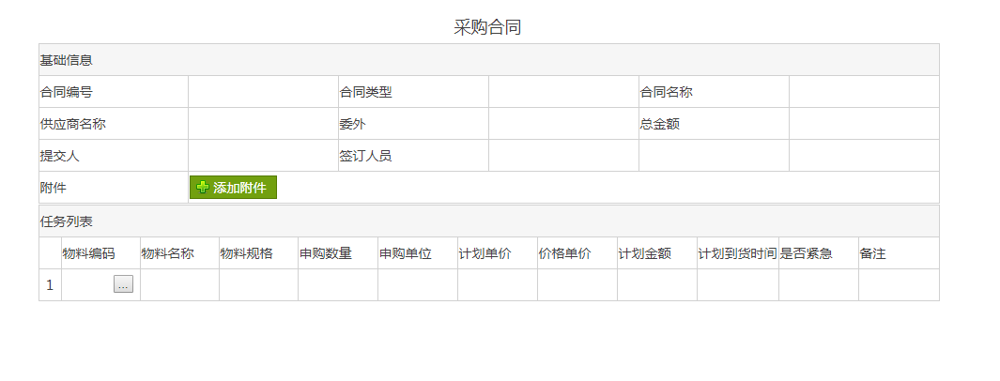 采购合同
基础信息
合同编号 合同类型 合同名称
供应商名称 委外 总金额
提交人 签订人员
附件 添加附件
任务列表
物料编码 物料名称 物料规格 申购数量 申购单位 计划单价 价格单价 计划金额 计划到货时间 是否紧急 备注
1 ...